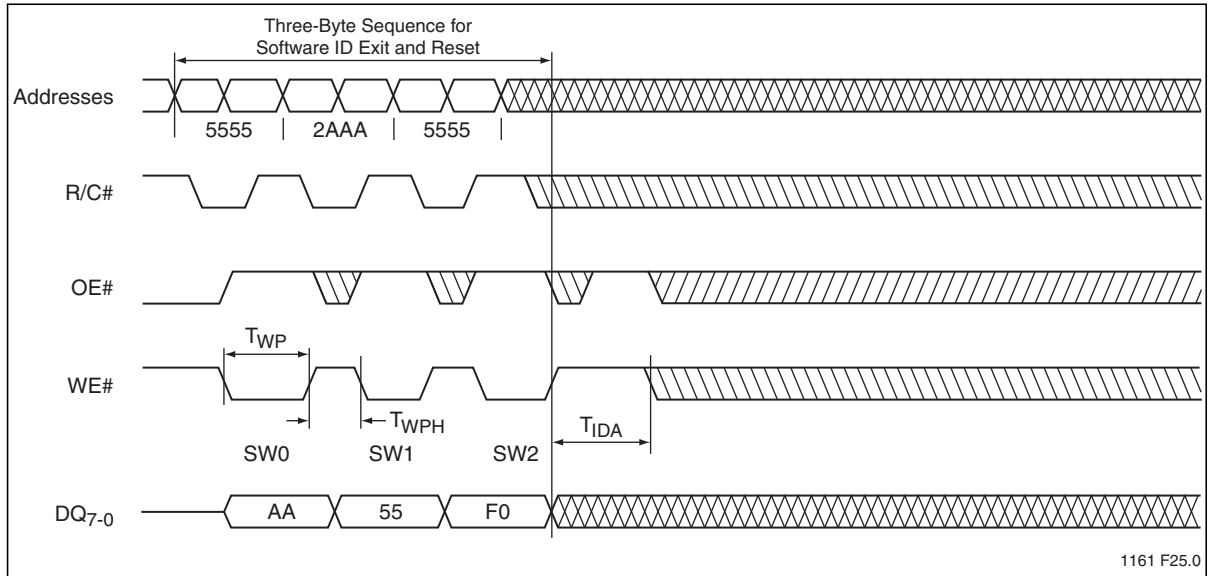 Three-Byte Sequence for
Software ID Exit and Reset
Addresses
5555 2AAA 5555
R/C#
OE#
TWP
WE#
TWPH
TIDA
SW0 SW1 SW2
DQ7-0 AA 55 F0
1161 F25.0